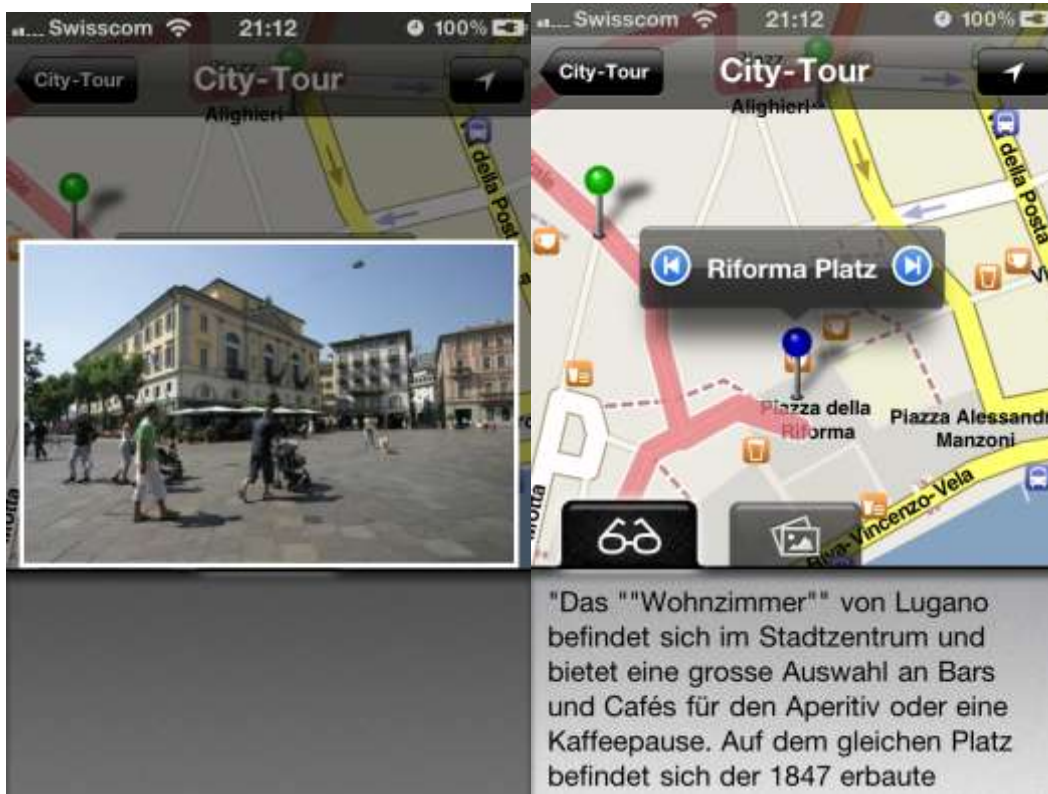 Swisscom 21:12 100%
City-Tour City-Tour
Alighieri
della Posta
Swisscom 21:12 100%
City-Tour City-Tour
Alighieri
della Posta
Riforma Platz
Piazza della
Riforma
Piazza Alessandr
Manzoni
Riva-Vincenzo-Vela
"Das ""Wohnzimmer"" von Lugano
befindet sich im Stadtzentrum und
bietet eine grosse Auswahl an Bars
und Cafés für den Aperitiv oder eine
Kaffeepause. Auf dem gleichen Platz
befindet sich der 1847 erbaute